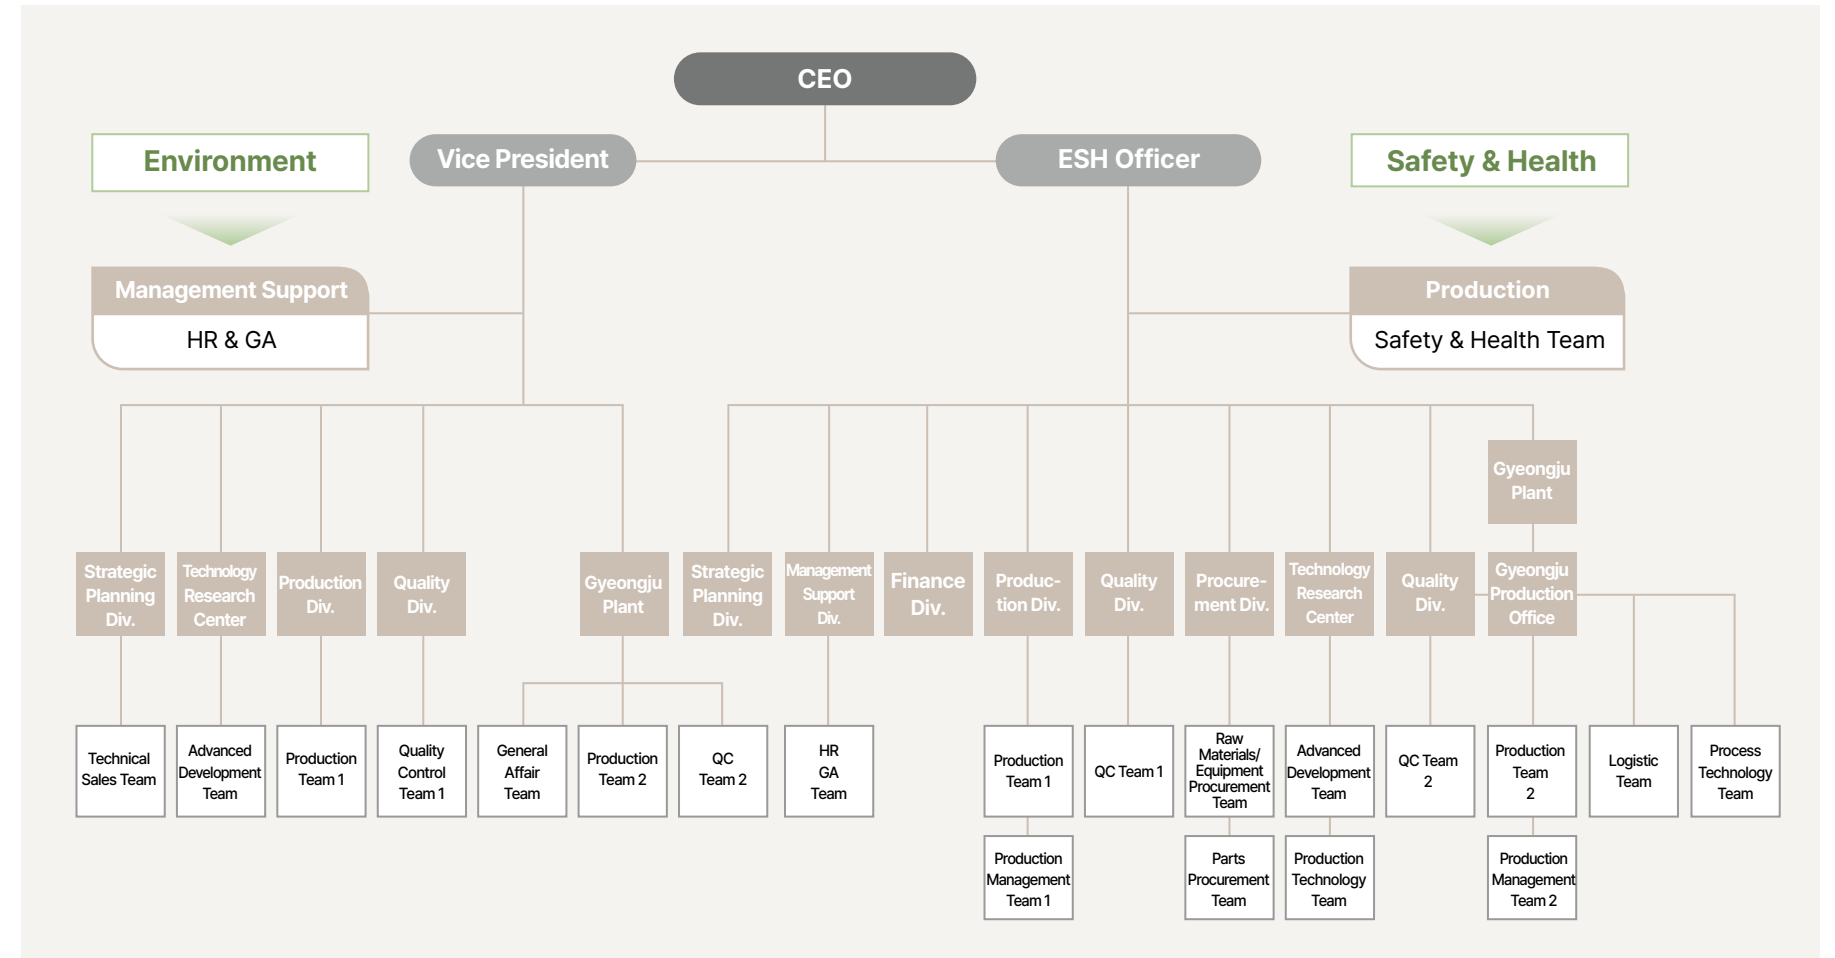 CEO
Environment
Vice President
ESH Officer
Safety & Health
Management Support
HR & GA
Production
Safety & Health Team
Gyeongju
Plant
Strategic
Planning
Div.
Technology
Research
Center
Production
Div.
Quality
Div.
Gyeongju
Plant
Strategic
Planning
Div.
Management
Support
Div.
Finance
Div.
Produc-
tion Div.
Quality
Div.
Procure-
ment Div.
Technology
Research
Center
Quality
Div.
Gyeongju
Production
Office
Technical
Sales Team
Advanced
Development
Team
Production
Team 1
Quality
Control
Team 1
General
Affair
Team
Production
Team 2
QC
Team 2
HR
GA
Team
Production
Team 1
QC Team 1
Raw
Materials/
Equipment
Procurement
Team
Advanced
Development
Team
QC Team
2
Production
Team
2
Logistic
Team
Process
Technology
Team
Production
Management
Team 1
Parts
Procurement
Team
Production
Technology
Team
Production
Management
Team 2